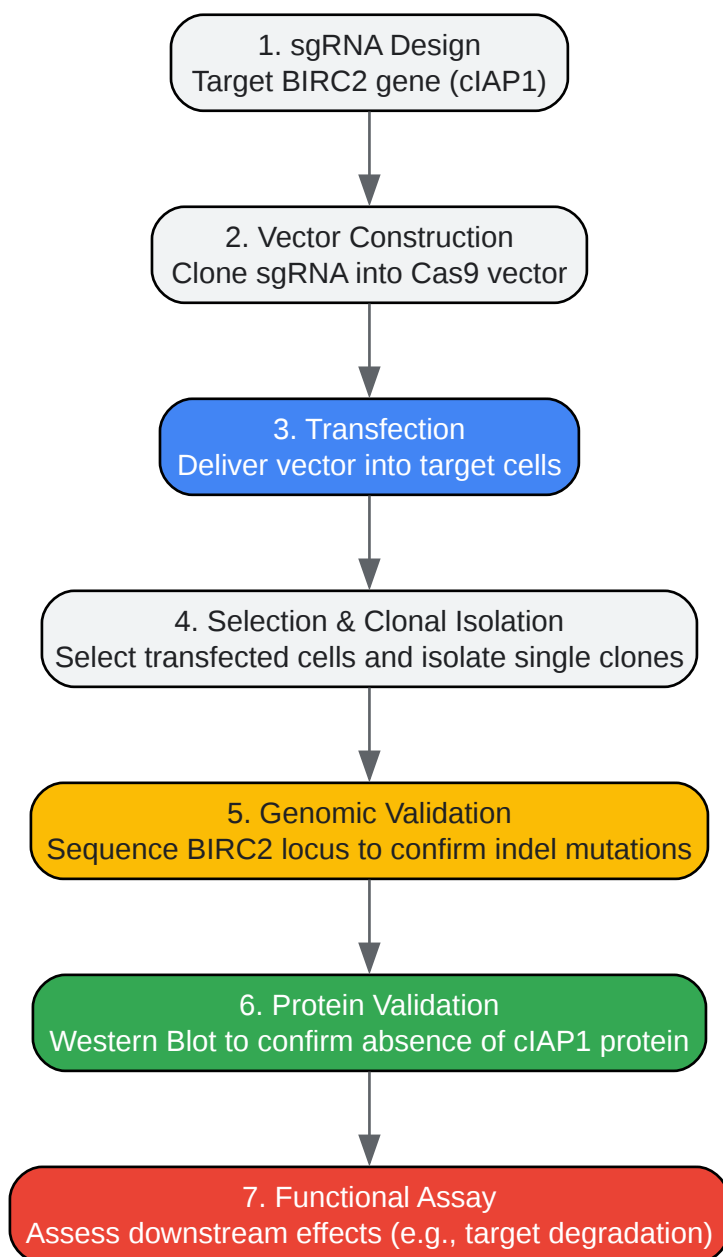 1. sgRNA Design
Target BIRC2 gene (cIAP1)
2. Vector Construction
Clone sgRNA into Cas9 vector
3. Transfection
Deliver vector into target cells
4. Selection & Clonal Isolation
Select transfected cells and isolate single clones
5. Genomic Validation
Sequence BIRC2 locus to confirm indel mutations
6. Protein Validation
Western Blot to confirm absence of cIAP1 protein
7. Functional Assay
Assess downstream effects (e.g., target degradation)